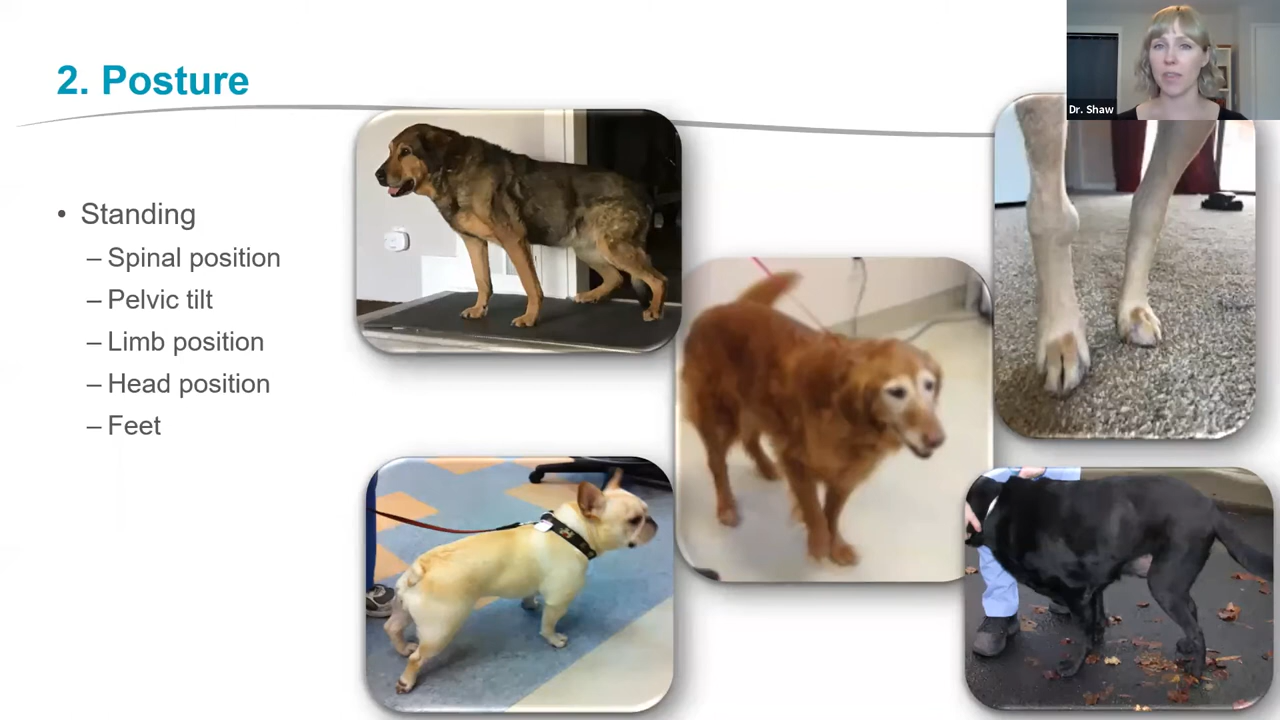 2. Posture
Dr. Shaw
• Standing
– Spinal position
– Pelvic tilt
– Limb position
– Head position
– Feet